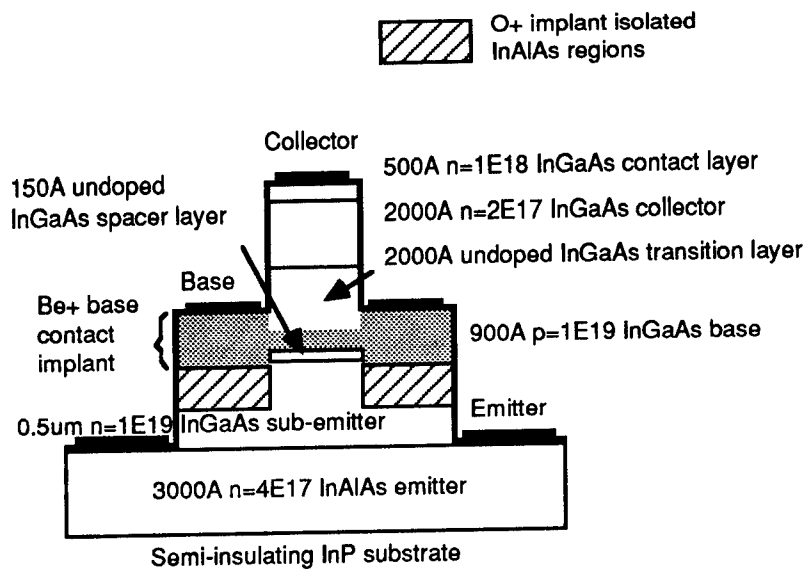 O+ implant isolated
InAlAs regions
Collector
150A undoped
InGaAs spacer layer
500A n=1E18 InGaAs contact layer
2000A n=2E17 InGaAs collector
2000A undoped InGaAs transition layer
Base
Be+ base
contact
implant
900A p=1E19 InGaAs base
Emitter
0.5um n=1E19 InGaAs sub-emitter
3000A n=4E17 InAlAs emitter
Semi-insulating InP substrate